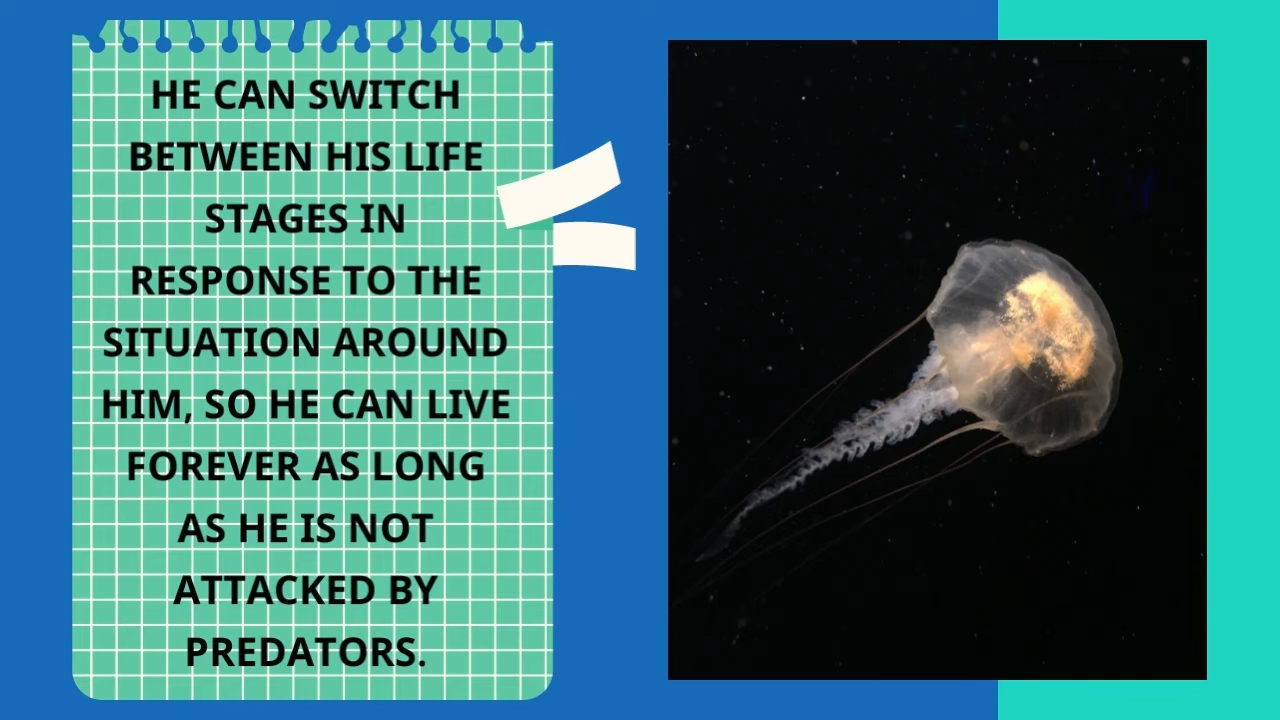 HE CAN SWITCH
BETWEEN HIS LIFE
STAGES IN
RESPONSE TO THE
SITUATION AROUND
HIM, SO HE CAN LIVE
FOREVER AS LONG
AS HE IS NOT
ATTACKED BY
PREDATORS.